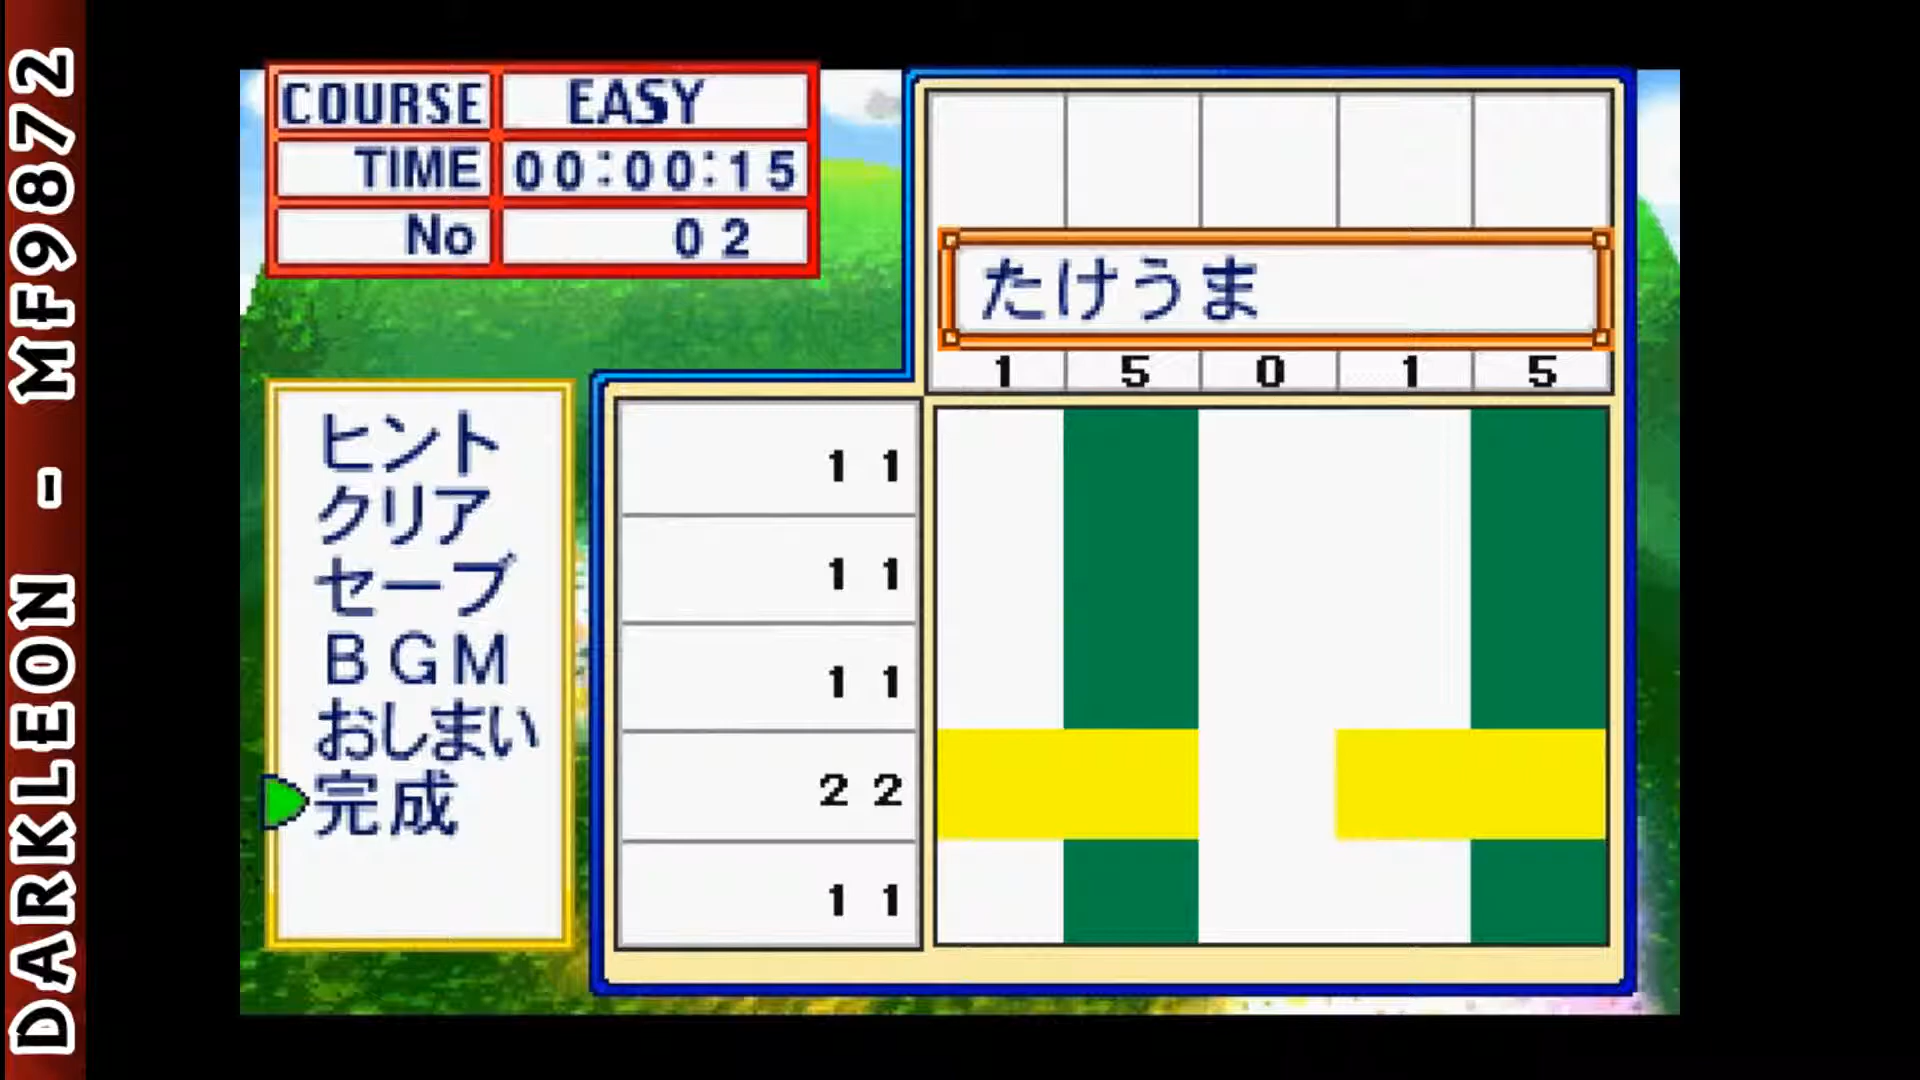 DARKLEON - MF9872
COURSE EASY
TIME 00:00:15
No 02
たけうま
1 5 0 1 5
ヒント
クリア
セーブ
BGM
おしまい
完成
1 1
1 1
1 1
2 2
1 1